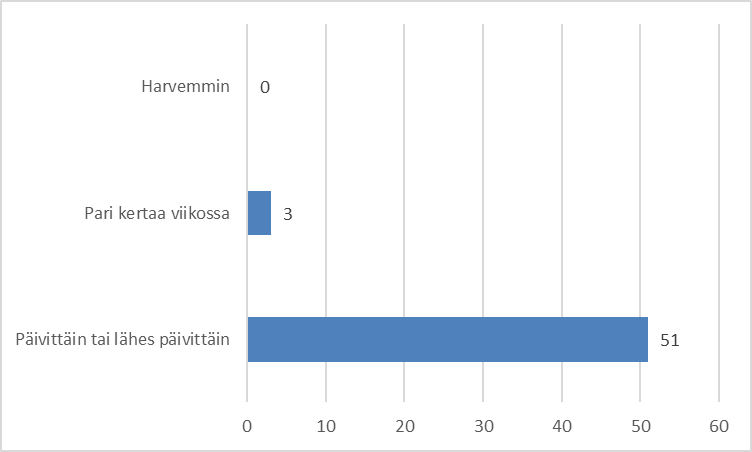 Harvemmin 0
Pari kertaa viikossa 3
Päivittäin tai lähes päivittäin 51
0 10 20 30 40 50 60